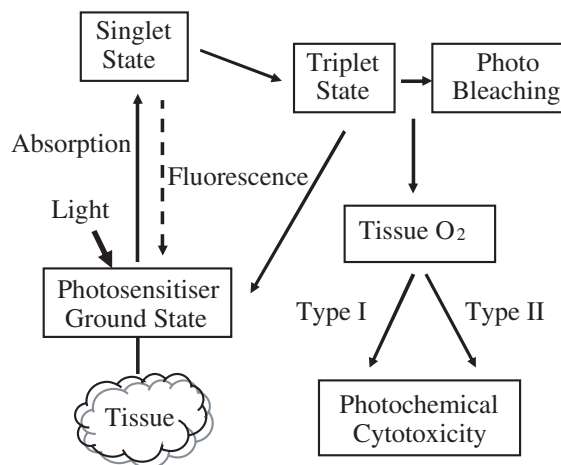 Singlet
State
Triplet
State
Photo
Bleaching
Absorption
Fluorescence
Light
Tissue O2
Photosensitiser
Ground State
Type I
Type II
Tissue
Photochemical
Cytotoxicity